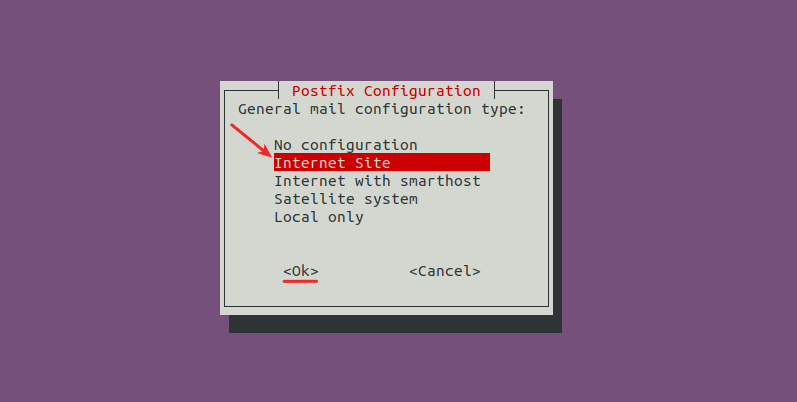 Postfix Configuration
General mail configuration type:
No configuration
Internet Site
Internet with smarthost
Satellite system
Local only
<Ok> <Cancel>